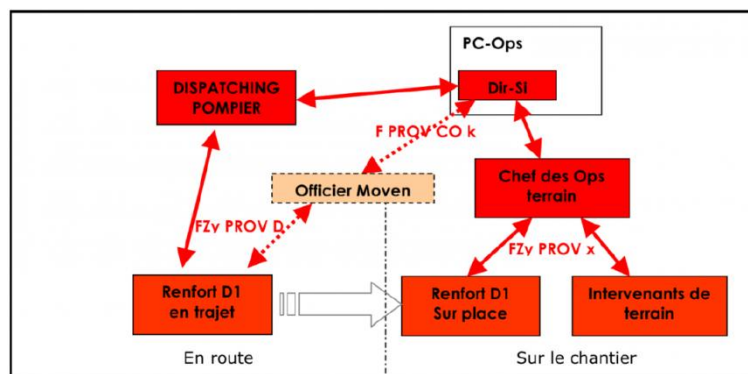 PC-Ops
DISPATCHING
POMPIER
Dir-Si
F PROV CO k
Officier Moven
Chef des Ops
terrain
FZy PROV D
FZy PROV x
Renfort D1
en trajet
Renfort D1
Sur place
Intervenants de
terrain
En route
Sur le chantier